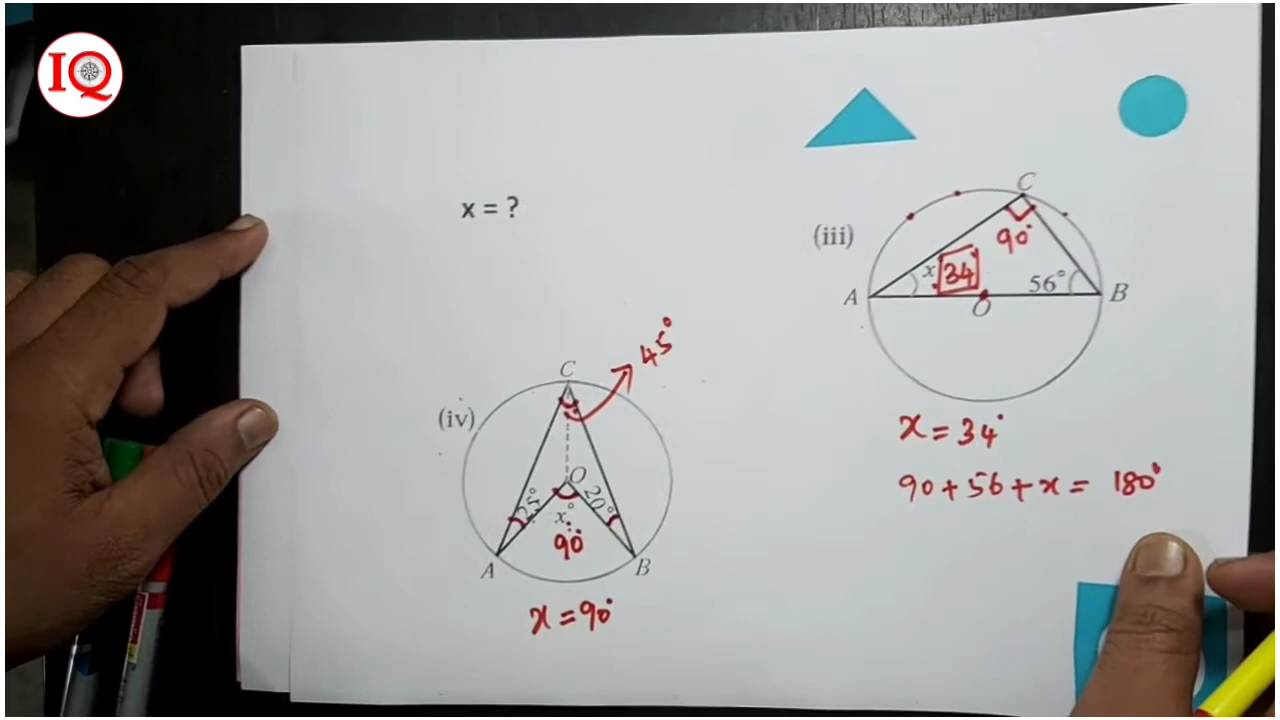 IQ
x = ?
(iii)
C
90°
x 34°
56°
A
O
B
x = 34°
90 + 56 + x = 180°
(iv)
C
45°
O
25°
20°
x°
90°
A
B
x = 90°